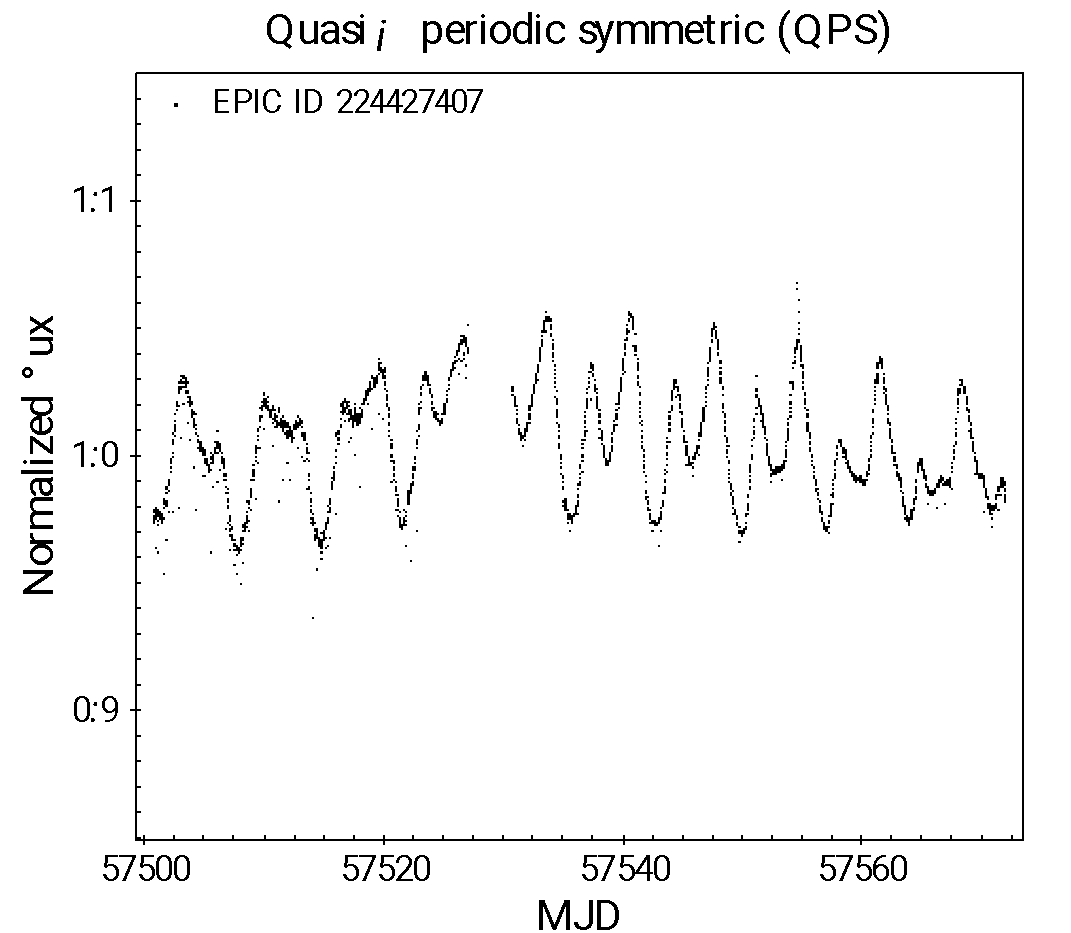 Quasi i periodic symmetric (QPS)
EPIC ID 224427407
1:1
1:0
0:9
Normalized °ux
57500 57520 57540 57560
MJD